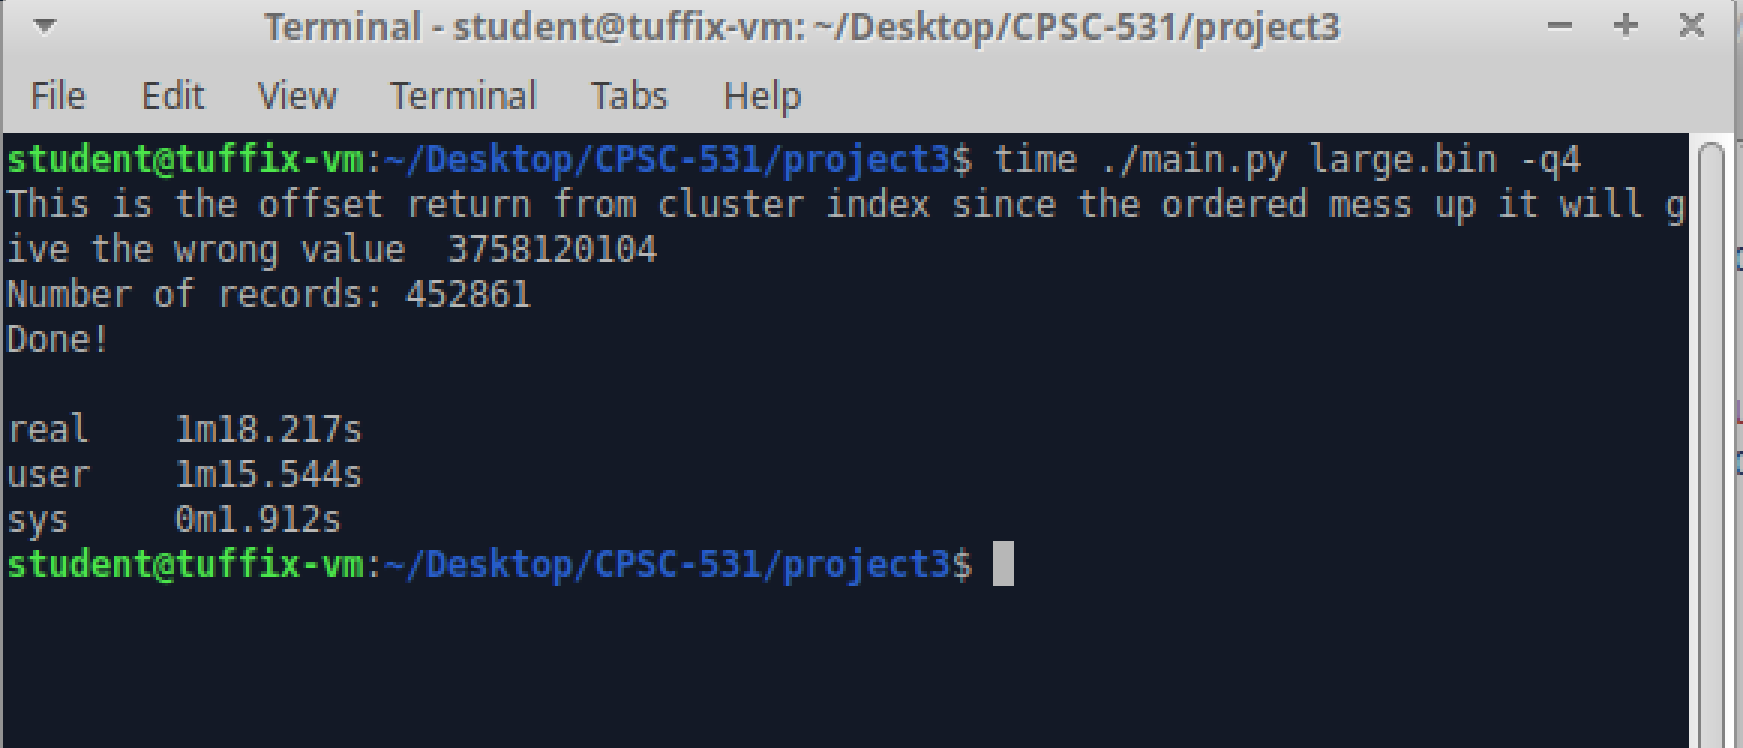 Terminal - student@tuffix-vm: ~/Desktop/CPSC-531/project3
File Edit View Terminal Tabs Help
student@tuffix-vm:~/Desktop/CPSC-531/project3$ time ./main.py large.bin -q4
This is the offset return from cluster index since the ordered mess up it will g
ive the wrong value  3758120104
Number of records: 452861
Done!
real    1m18.217s
user    1m15.544s
sys     0m1.912s
student@tuffix-vm:~/Desktop/CPSC-531/project3$